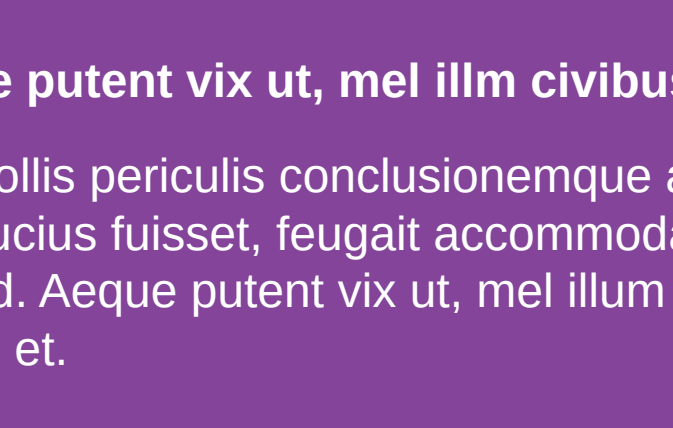 putent vix ut, mel illm civibus
ollis periculis conclusionemque
ucius fuisset, feugait accommoda
d. Aeque putent vix ut, mel illum
et.